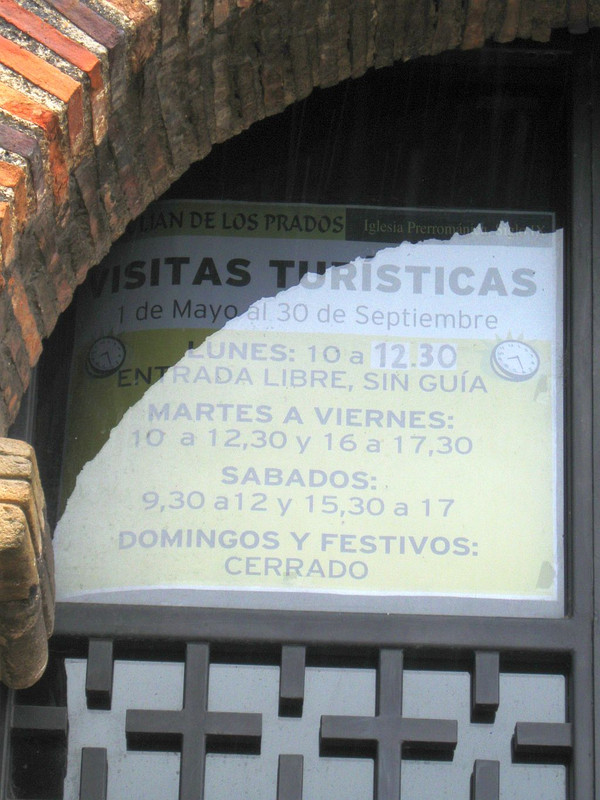 LIAN DE LOS PRADOS
Iglesia Prerrománica
VISITAS TURÍSTICAS
1 de Mayo al 30 de Septiembre
LUNES: 10 a 12.30
ENTRADA LIBRE, SIN GUÍA
MARTES A VIERNES:
10 a 12,30 y 16 a 17,30
SABADOS:
9,30 a12 y 15,30 a 17
DOMINGOS Y FESTIVOS:
CERRADO